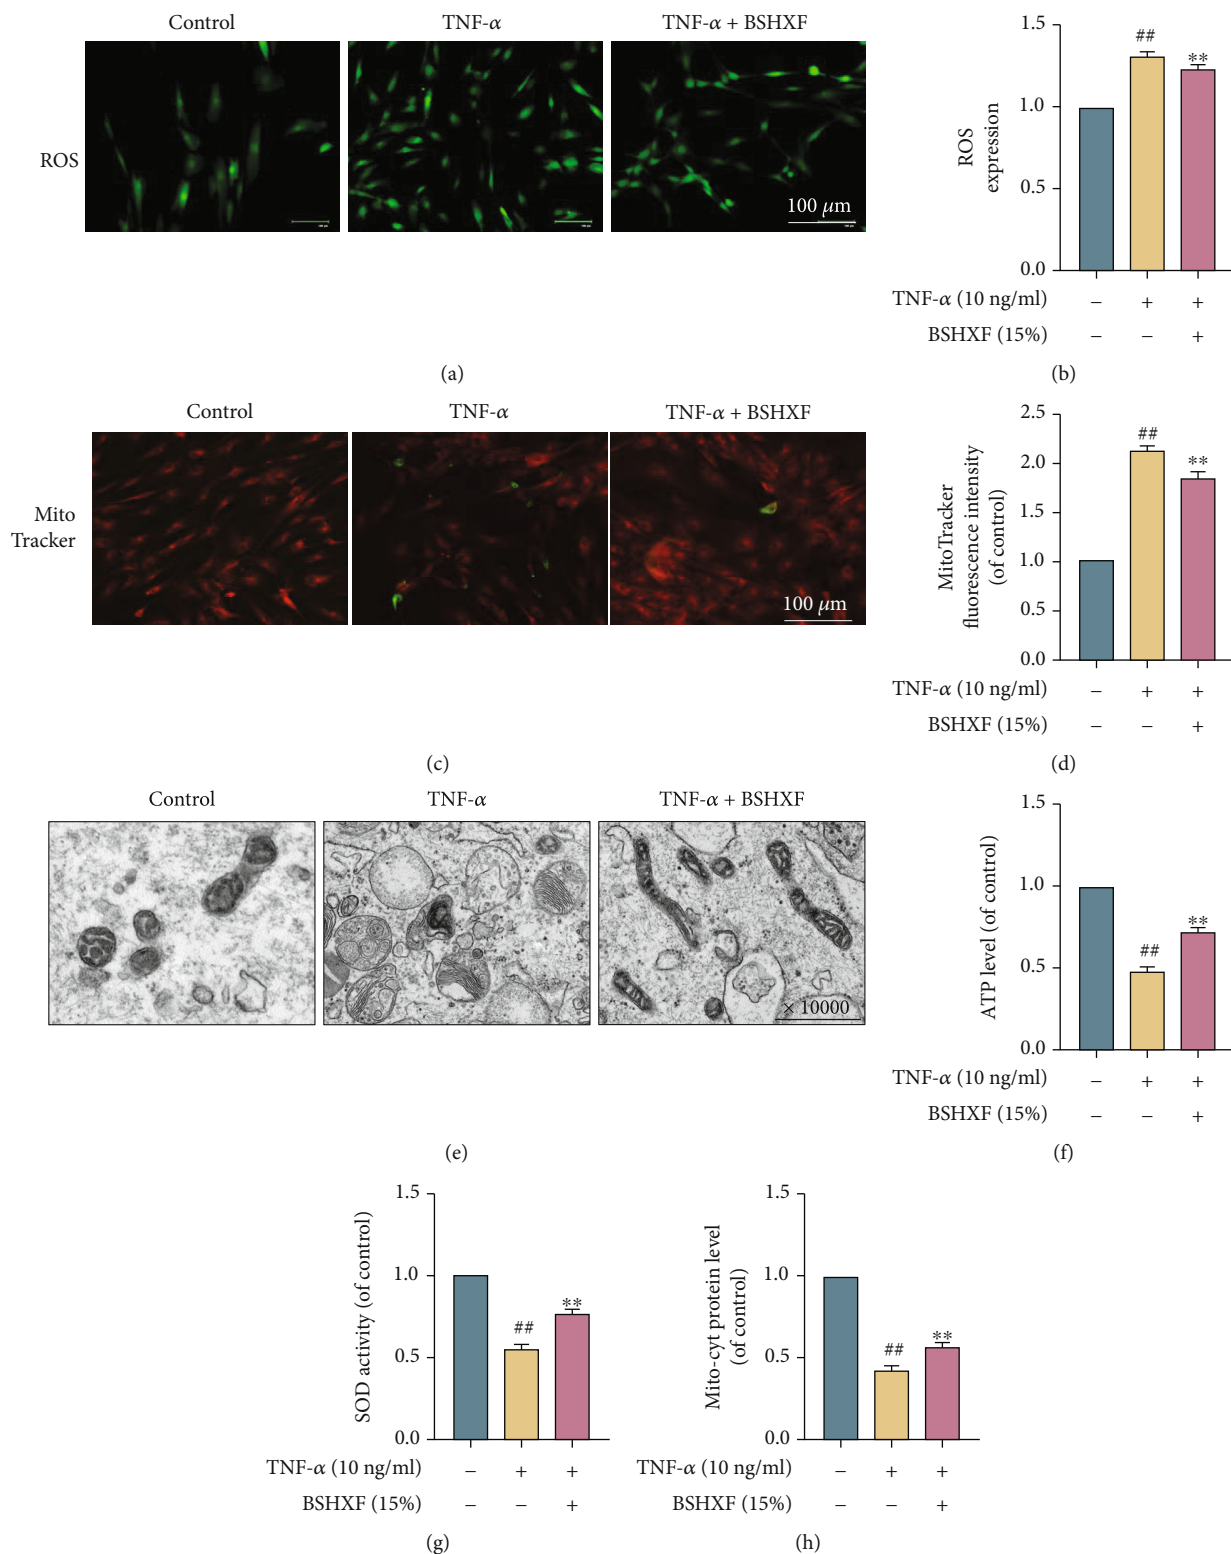 Control TNF-α TNF-α + BSHXF
ROS
100 μm
(a)
1.5
1.0
0.5
0.0
ROS
expression
## **
TNF-α (10 ng/ml) − + +
BSHXF (15%) − − +
(b)
Control TNF-α TNF-α + BSHXF
Mito
Tracker
100 μm
(c)
2.5
2.0
1.5
1.0
0.5
0.0
MitoTracker
fluorescence intensity
(of control)
## **
TNF-α (10 ng/ml) − + +
BSHXF (15%) − − +
(d)
Control TNF-α TNF-α + BSHXF
× 10000
(e)
1.5
1.0
0.5
0.0
ATP level (of control)
## **
TNF-α (10 ng/ml) − + +
BSHXF (15%) − − +
(f)
1.5
1.0
0.5
0.0
SOD activity (of control)
## **
TNF-α (10 ng/ml) − + +
BSHXF (15%) − − +
(g)
1.5
1.0
0.5
0.0
Mito-cyt protein level
(of control)
## **
TNF-α (10 ng/ml) − + +
BSHXF (15%) − − +
(h)